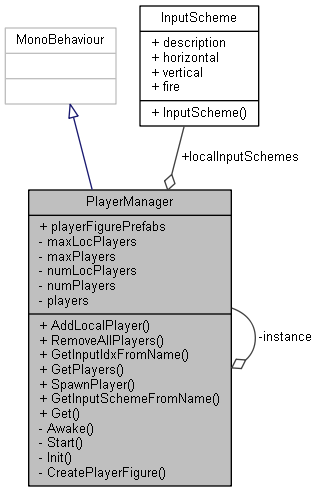 InputScheme
+ description
+ horizontal
+ vertical
+ fire
+ InputScheme()
MonoBehaviour
+localInputSchemes
PlayerManager
+ playerFigurePrefabs
- maxLocPlayers
- maxPlayers
- numLocPlayers
- numPlayers
- players
+ AddLocalPlayer()
+ RemoveAllPlayers()
+ GetInputIdxFromName()
+ GetPlayers()
+ SpawnPlayer()
+ GetInputSchemeFromName()
+ Get()
- Awake()
- Start()
- Init()
- CreatePlayerFigure()
-instance